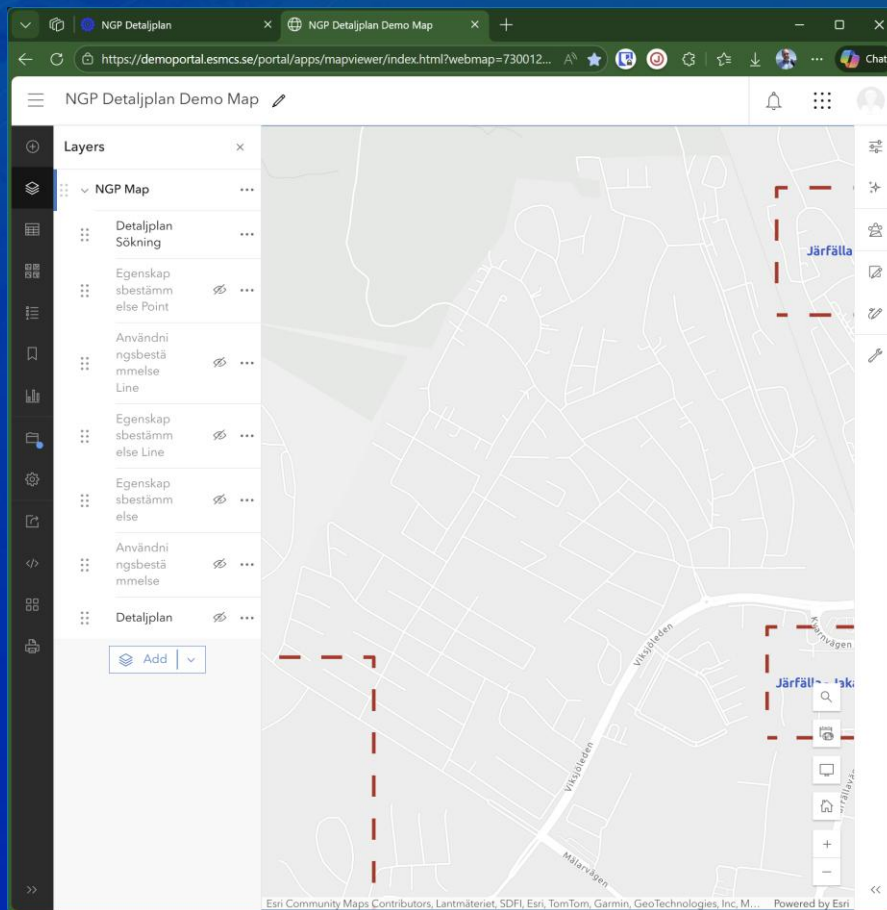 NGP Detaljplan
NGP Detaljplan Demo Map
https://demoportal.esmcs.se/portal/apps/mapviewer/index.html?webmap=730012...
Chat
NGP Detaljplan Demo Map
Layers
NGP Map
Detaljplan
Sökning
Egenskap
sbestämm
else Point
Användni
ngsbestä
mmelse
Line
Egenskap
sbestämm
else Line
Egenskap
sbestämm
else
Användni
ngsbestä
mmelse
Detaljplan
Add
Järfälla
Kvarnvägen
Viksjöleden
Viksjöleden
Mälarvägen
Esri Community Maps Contributors, Lantmäteriet, SDFI, Esri, TomTom, Garmin, GeoTechnologies, Inc, M...
Powered by Esri